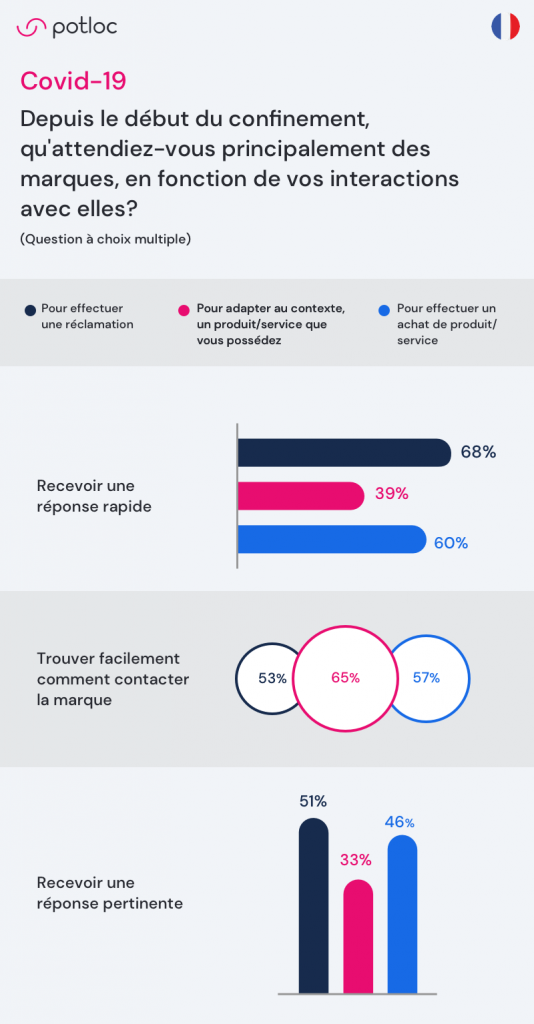 potloc
Covid-19
Depuis le début du confinement,
qu'attendiez-vous principalement des
marques, en fonction de vos interactions
avec elles?
(Question à choix multiple)
Pour effectuer
une réclamation
Pour adapter au contexte,
un produit/service que
vous possédez
Pour effectuer un
achat de produit/
service
Recevoir une
réponse rapide
68%
39%
60%
Trouver facilement
comment contacter
la marque
53%
65%
57%
Recevoir une
réponse pertinente
51%
33%
46%